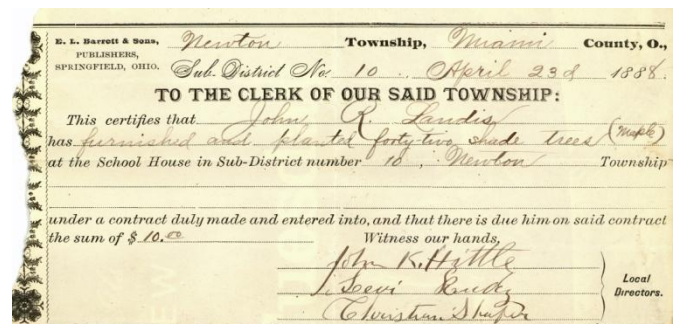 E. L. Barrett & Sons, Newton Township, Miami County, O.,
PUBLISHERS,
SPRINGFIELD, OHIO.
Sub. District No. 10. April 23d 1888.
TO THE CLERK OF OUR SAID TOWNSHIP:
This certifies that John R. Landis
has furnished and planted forty-two shade trees (Maple)
at the School House in Sub-District number 10, Newton Township
under a contract duly made and entered into, and that there is due him on said contract
the sum of $ 10.00 Witness our hands,
John K. Hittle
Levi
Christian Shafer
Local
Directors.